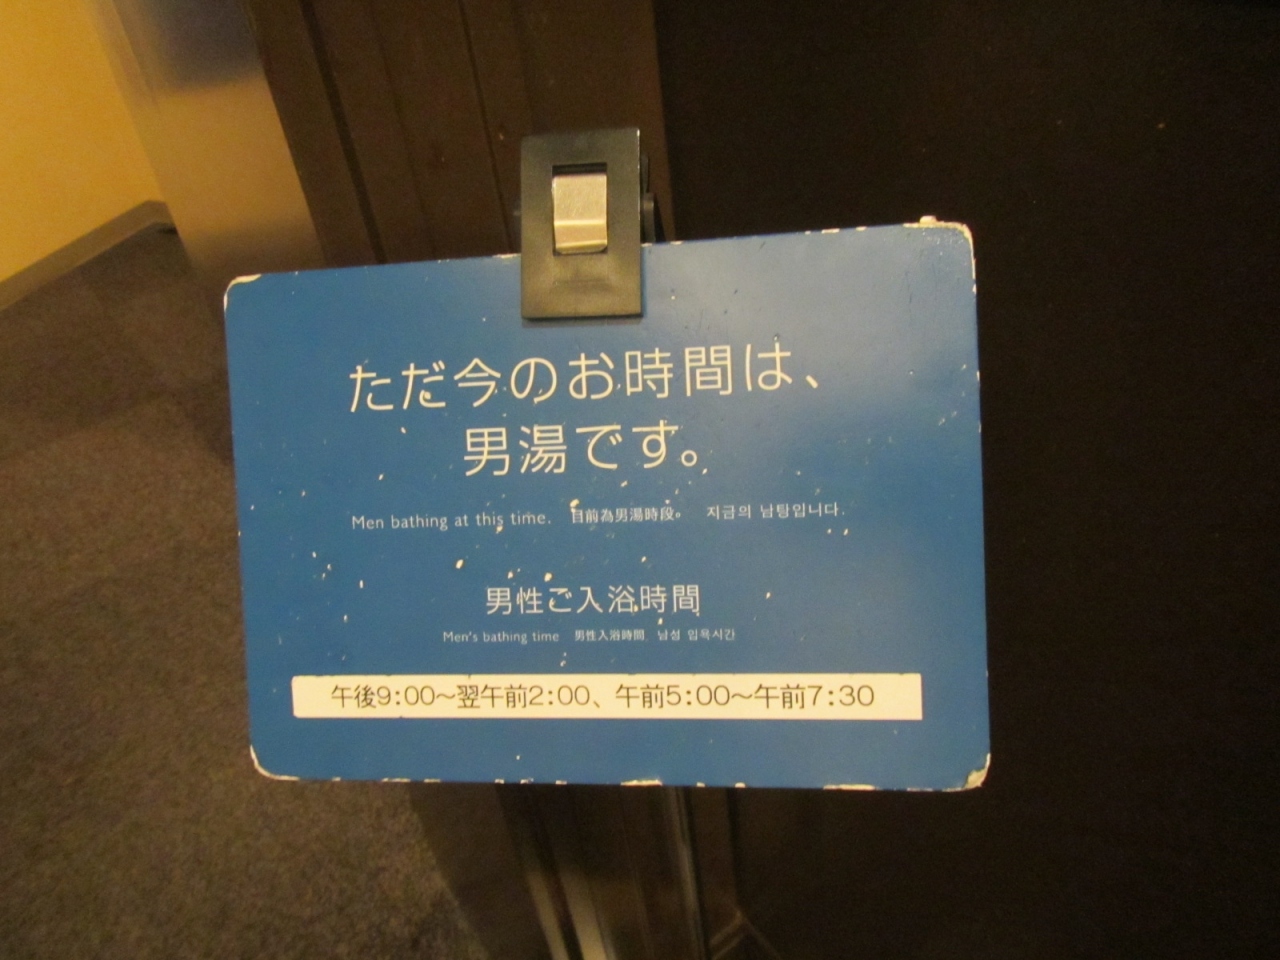 ただ今のお時間は、
男湯です。
Men bathing at this time. 目前為男湯時段。 지금의 남탕입니다.
男性ご入浴時間
Men's bathing time 男性入浴時間 남성 입욕시간
午後9:00～翌午前2:00、午前5:00～午前7:30